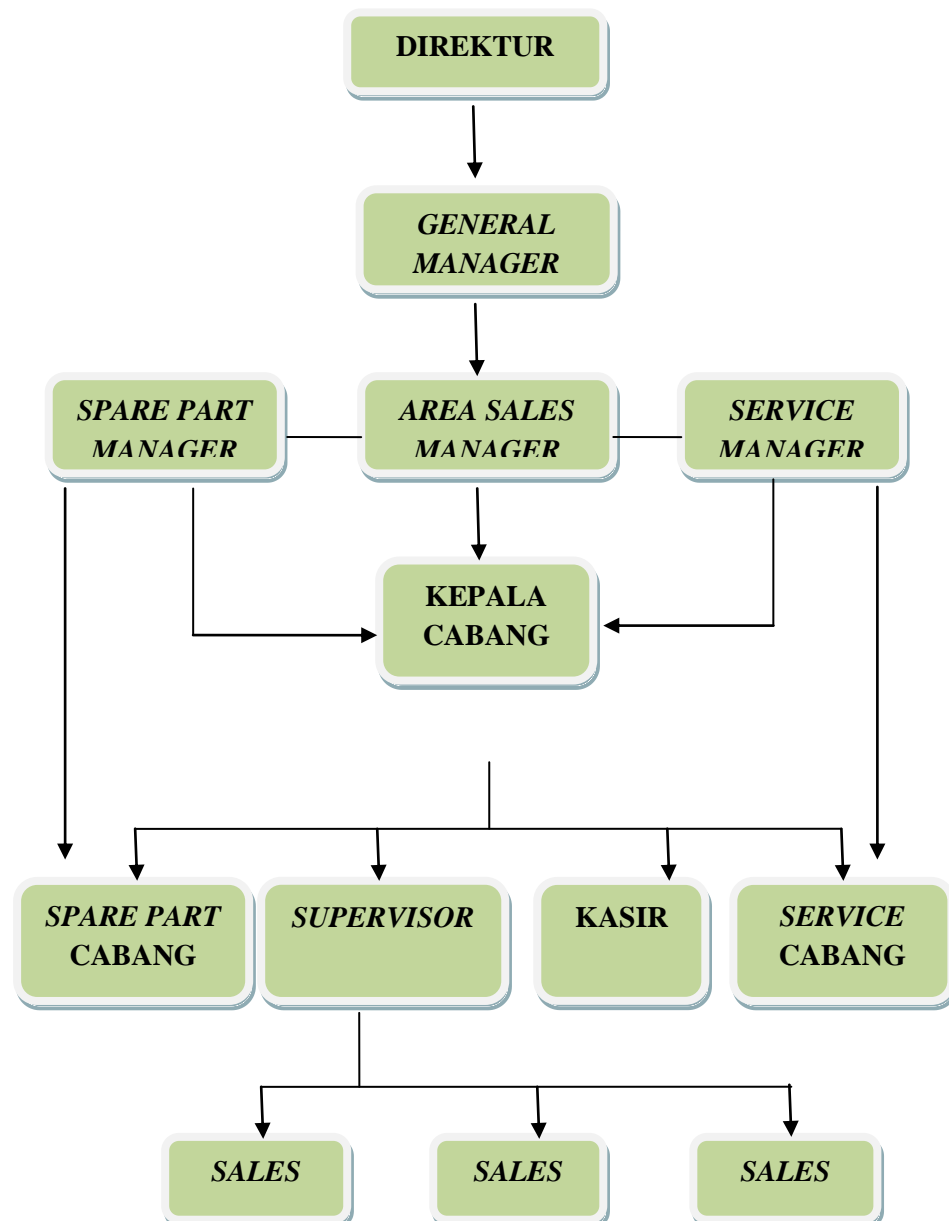 DIREKTUR
GENERAL
MANAGER
SPARE PART
MANAGER
AREA SALES
MANAGER
SERVICE
MANAGER
KEPALA
CABANG
SPARE PART
CABANG
SUPERVISOR
KASIR
SERVICE
CABANG
SALES
SALES
SALES